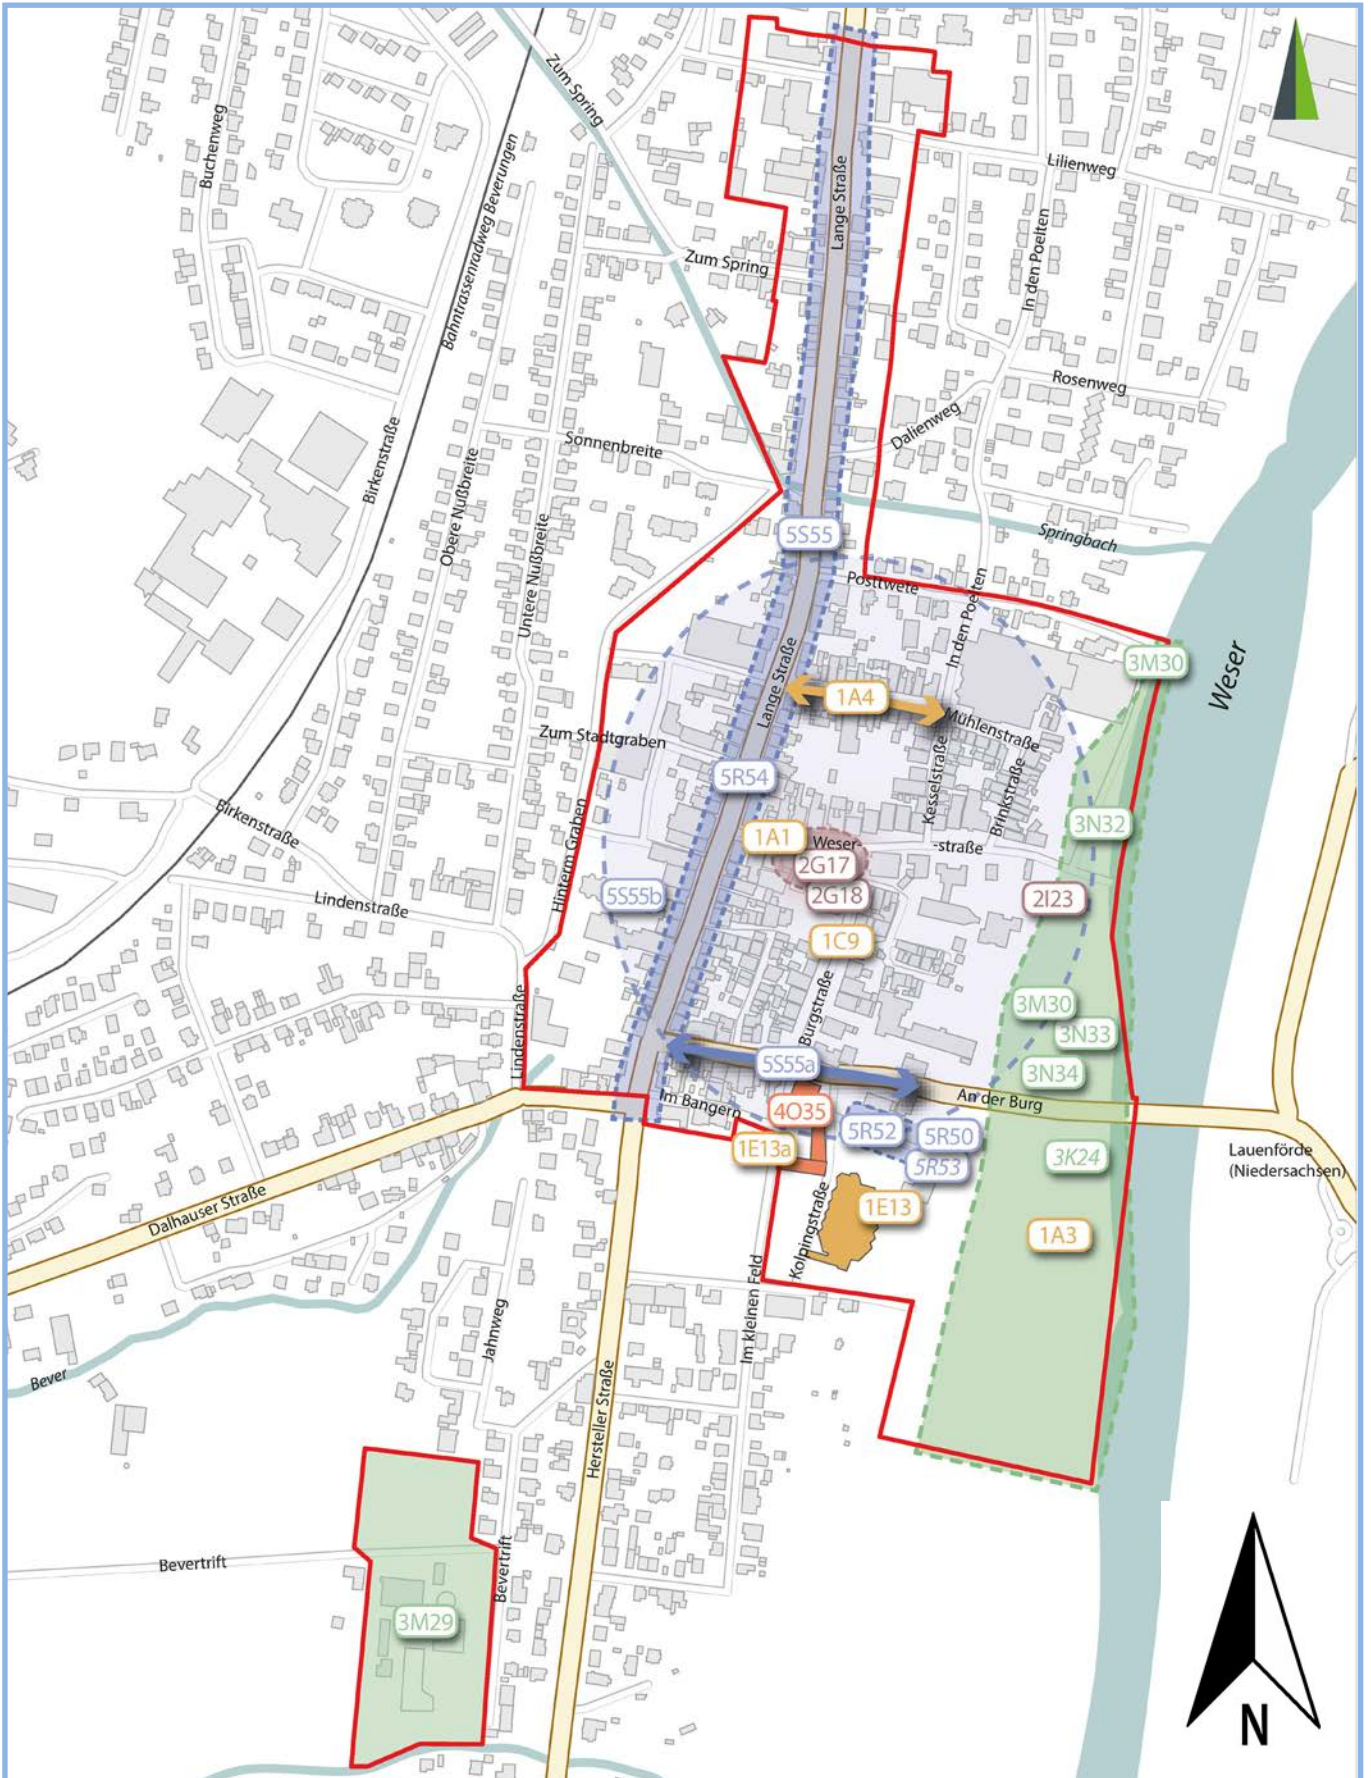 Zum Spring
Buchenweg
Bahntrassenradweg Beverungen
Lange Straße
Lilienweg
In den Poelten
Zum Spring
Rosenweg
Dalienweg
Birkenstraße
Sonnenbreite
Obere Nußbreite
Untere Nußbreite
5S55
Springbach
Posttwete
In den Poelten
Weser
3M30
Lange Straße
1A4
Mühlenstraße
Zum Stadtgraben
5R54
Kesselstraße
Brinkstraße
3N32
Birkenstraße
Hinterm Graben
1A1
Weser-
-straße
2G17
2G18
5S55b
2I23
Lindenstraße
1C9
Lindenstraße
Burgstraße
3M30
3N33
5S55a
3N34
An der Burg
Im Bangern
4O35
5R52
5R50
1E13a
5R53
3K24
Lauenförde
(Niedersachsen)
Dalhauser Straße
Kolpingstraße
1E13
1A3
Im kleinen Feld
Jahnweg
Bever
Hersteller Straße
Bevertrift
Bevertrift
3M29
N